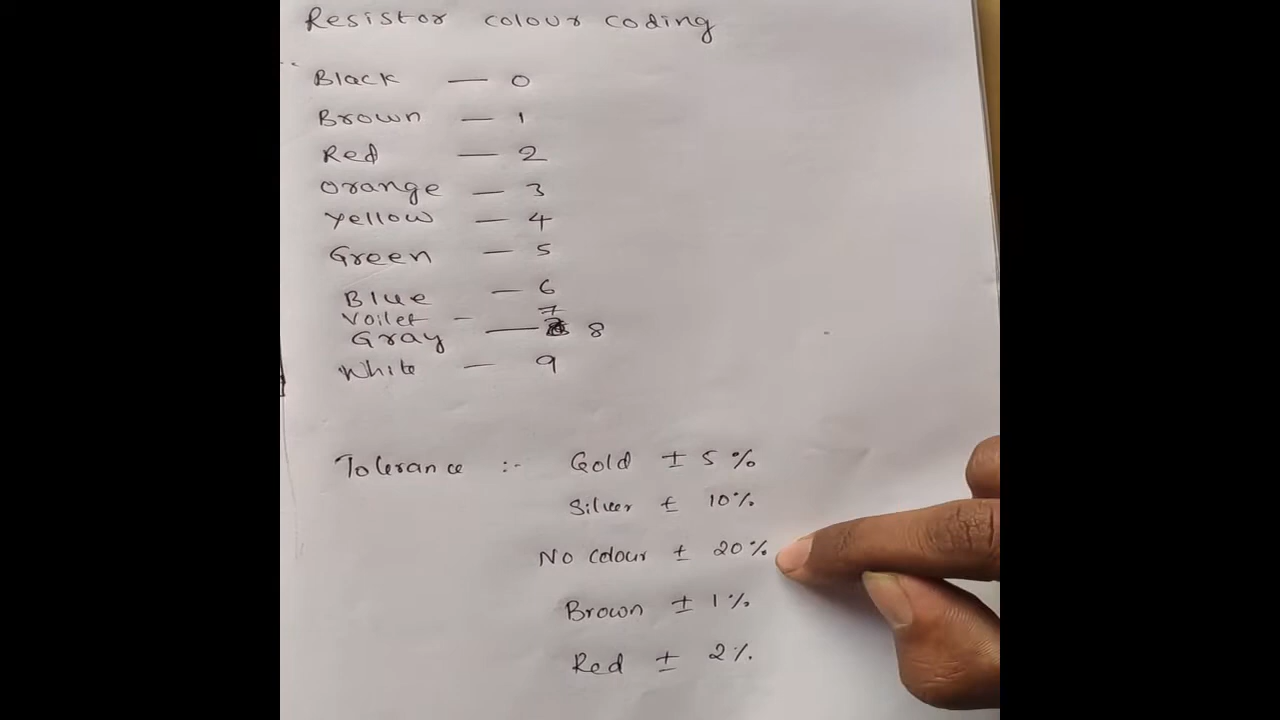 Resistor colour coding
Black — 0
Brown — 1
Red — 2
Orange — 3
Yellow — 4
Green — 5
Blue — 6
Voilet - 7
Gray — 8
White — 9
Tolerance :- Gold ± 5 %
Silver ± 10%
No colour ± 20%
Brown ± 1%
Red ± 2%